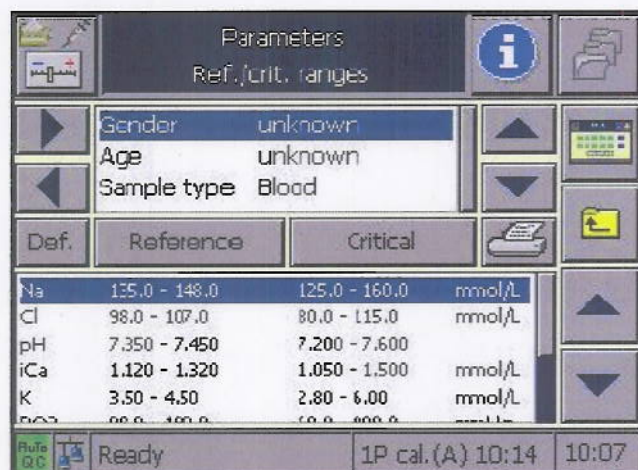 Parameters
Ref./crit. ranges
Gender unknown
Age unknown
Sample type Blood
Def. Reference Critical
Na 135.0 - 148.0 125.0 - 160.0 mmol/L
Cl 98.0 - 107.0 80.0 - 115.0 mmol/L
pH 7.350 - 7.450 7.200 - 7.600
iCa 1.120 - 1.320 1.050 - 1.500 mmol/L
K 3.50 - 4.50 2.80 - 6.00 mmol/L
AuTo QC Ready 1P cal.(A) 10:14 10:07